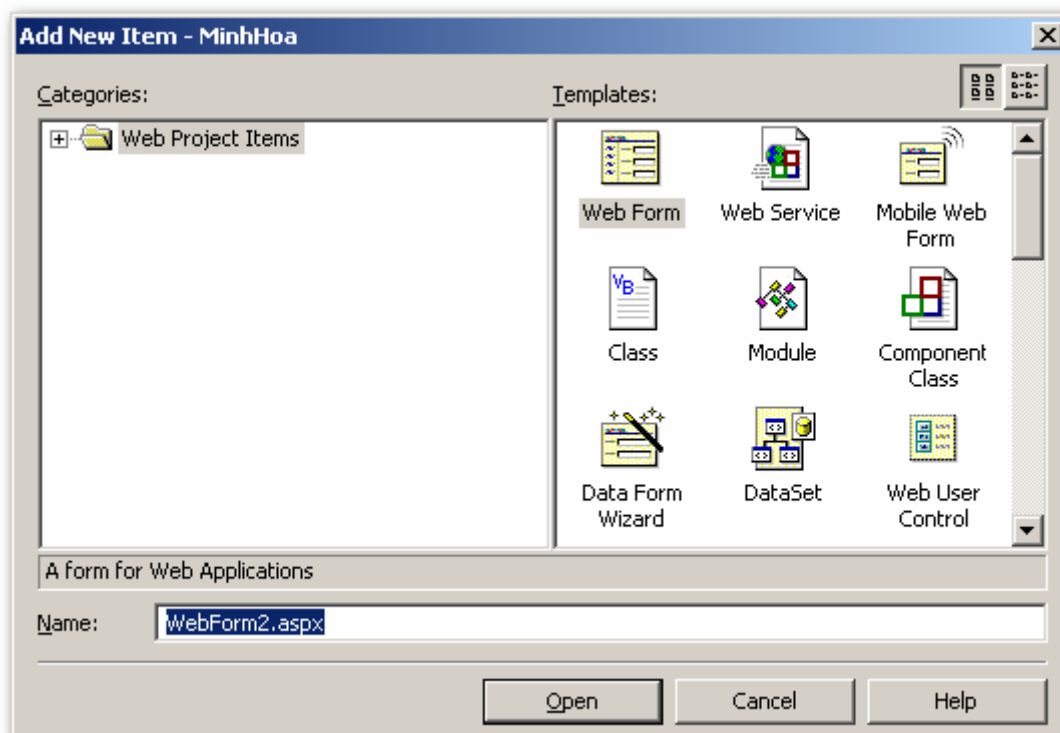 Add New Item - MinhHoa
Categories:
Templates:
Web Project Items
Web Form
Web Service
Mobile Web
Form
Class
Module
Component
Class
Data Form
Wizard
DataSet
Web User
Control
A form for Web Applications
Name:
WebForm2.aspx
Open
Cancel
Help